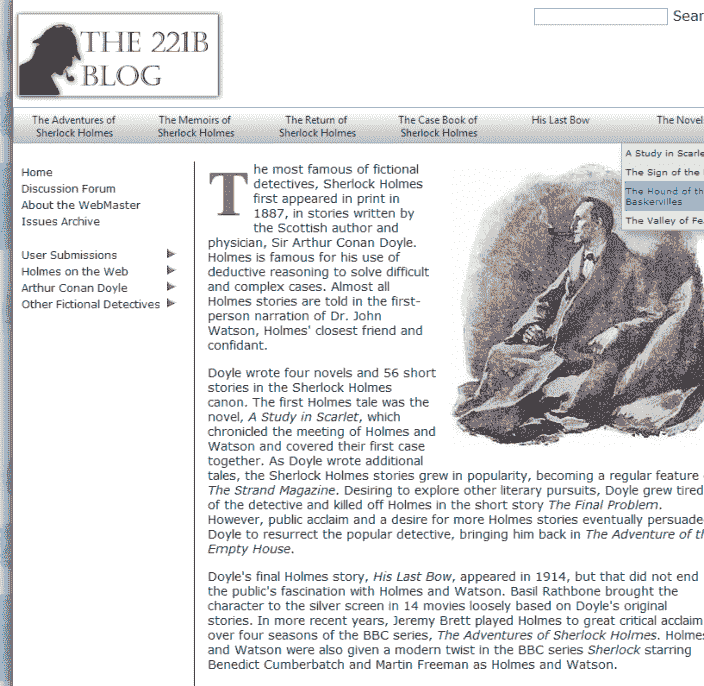 THE 221B
BLOG
Sear
The Adventures of
Sherlock Holmes
The Memoirs of
Sherlock Holmes
The Return of
Sherlock Holmes
The Case Book of
Sherlock Holmes
His Last Bow
The Novel
A Study in Scarle
The Sign of the
The Hound of th
Baskervilles
The Valley of Fea
Home
Discussion Forum
About the WebMaster
Issues Archive
User Submissions
Holmes on the Web
Arthur Conan Doyle
Other Fictional Detectives
The most famous of fictional
detectives, Sherlock Holmes
first appeared in print in
1887, in stories written by
the Scottish author and
physician, Sir Arthur Conan Doyle.
Holmes is famous for his use of
deductive reasoning to solve difficult
and complex cases. Almost all
Holmes stories are told in the first-
person narration of Dr. John
Watson, Holmes' closest friend and
confidant.
Doyle wrote four novels and 56 short
stories in the Sherlock Holmes
canon. The first Holmes tale was the
novel, A Study in Scarlet, which
chronicled the meeting of Holmes and
Watson and covered their first case
together. As Doyle wrote additional
tales, the Sherlock Holmes stories grew in popularity, becoming a regular feature
The Strand Magazine. Desiring to explore other literary pursuits, Doyle grew tired
of the detective and killed off Holmes in the short story The Final Problem.
However, public acclaim and a desire for more Holmes stories eventually persuade
Doyle to resurrect the popular detective, bringing him back in The Adventure of th
Empty House.
Doyle's final Holmes story, His Last Bow, appeared in 1914, but that did not end
the public's fascination with Holmes and Watson. Basil Rathbone brought the
character to the silver screen in 14 movies loosely based on Doyle's original
stories. In more recent years, Jeremy Brett played Holmes to great critical acclaim
over four seasons of the BBC series, The Adventures of Sherlock Holmes. Holmes
and Watson were also given a modern twist in the BBC series Sherlock starring
Benedict Cumberbatch and Martin Freeman as Holmes and Watson.